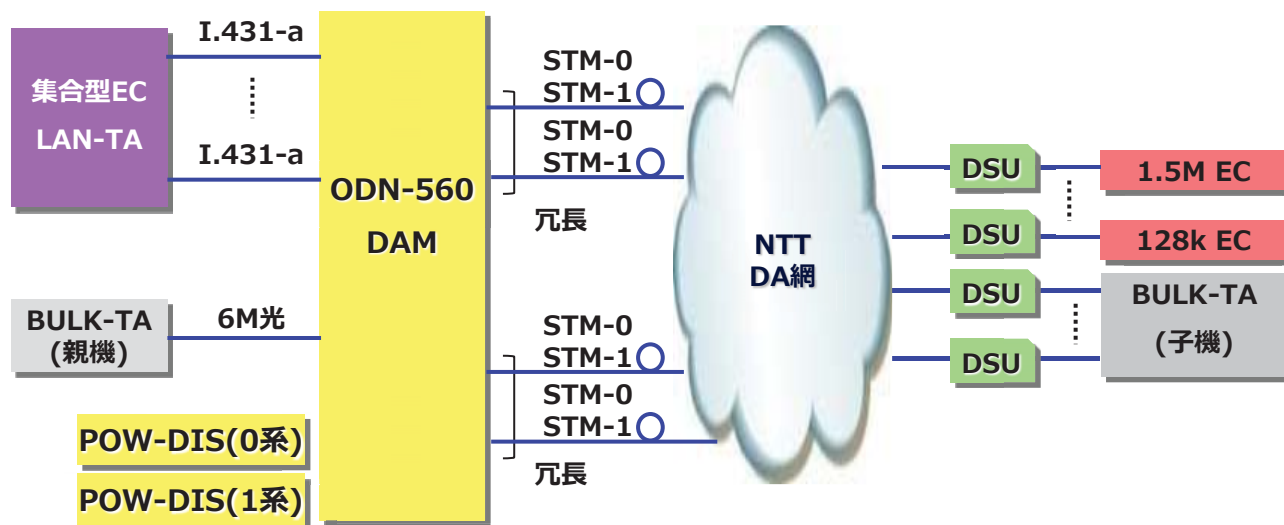 I.431-a
集合型EC
LAN-TA
I.431-a
BULK-TA
(親機)
6M光
POW-DIS(0系)
POW-DIS(1系)
ODN-560
DAM
STM-0
STM-1
STM-0
STM-1
冗長
STM-0
STM-1
STM-0
STM-1
冗長
NTT
DA網
DSU
1.5M EC
DSU
128k EC
DSU
DSU
BULK-TA
(子機)